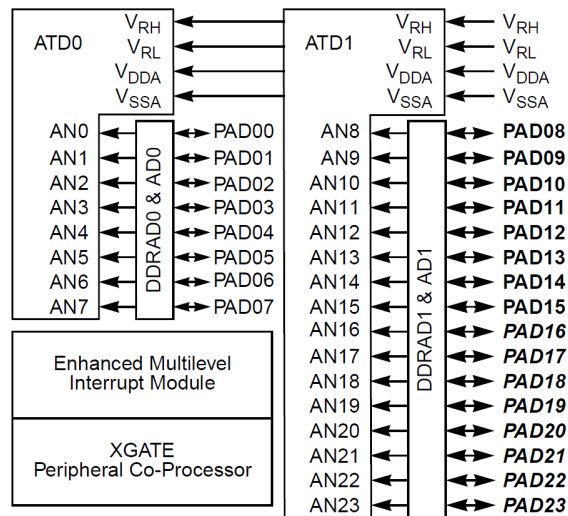 ATD0
VRH
VRL
VDDA
VSSA
AN0
AN1
AN2
AN3
AN4
AN5
AN6
AN7
DDRAD0 & AD0
PAD00
PAD01
PAD02
PAD03
PAD04
PAD05
PAD06
PAD07
Enhanced Multilevel
Interrupt Module
XGATE
Peripheral Co-Processor
ATD1
VRH
VRL
VDDA
VSSA
VRH
VRL
VDDA
VSSA
AN8
AN9
AN10
AN11
AN12
AN13
AN14
AN15
AN16
AN17
AN18
AN19
AN20
AN21
AN22
AN23
DDRAD1 & AD1
PAD08
PAD09
PAD10
PAD11
PAD12
PAD13
PAD14
PAD15
PAD16
PAD17
PAD18
PAD19
PAD20
PAD21
PAD22
PAD23